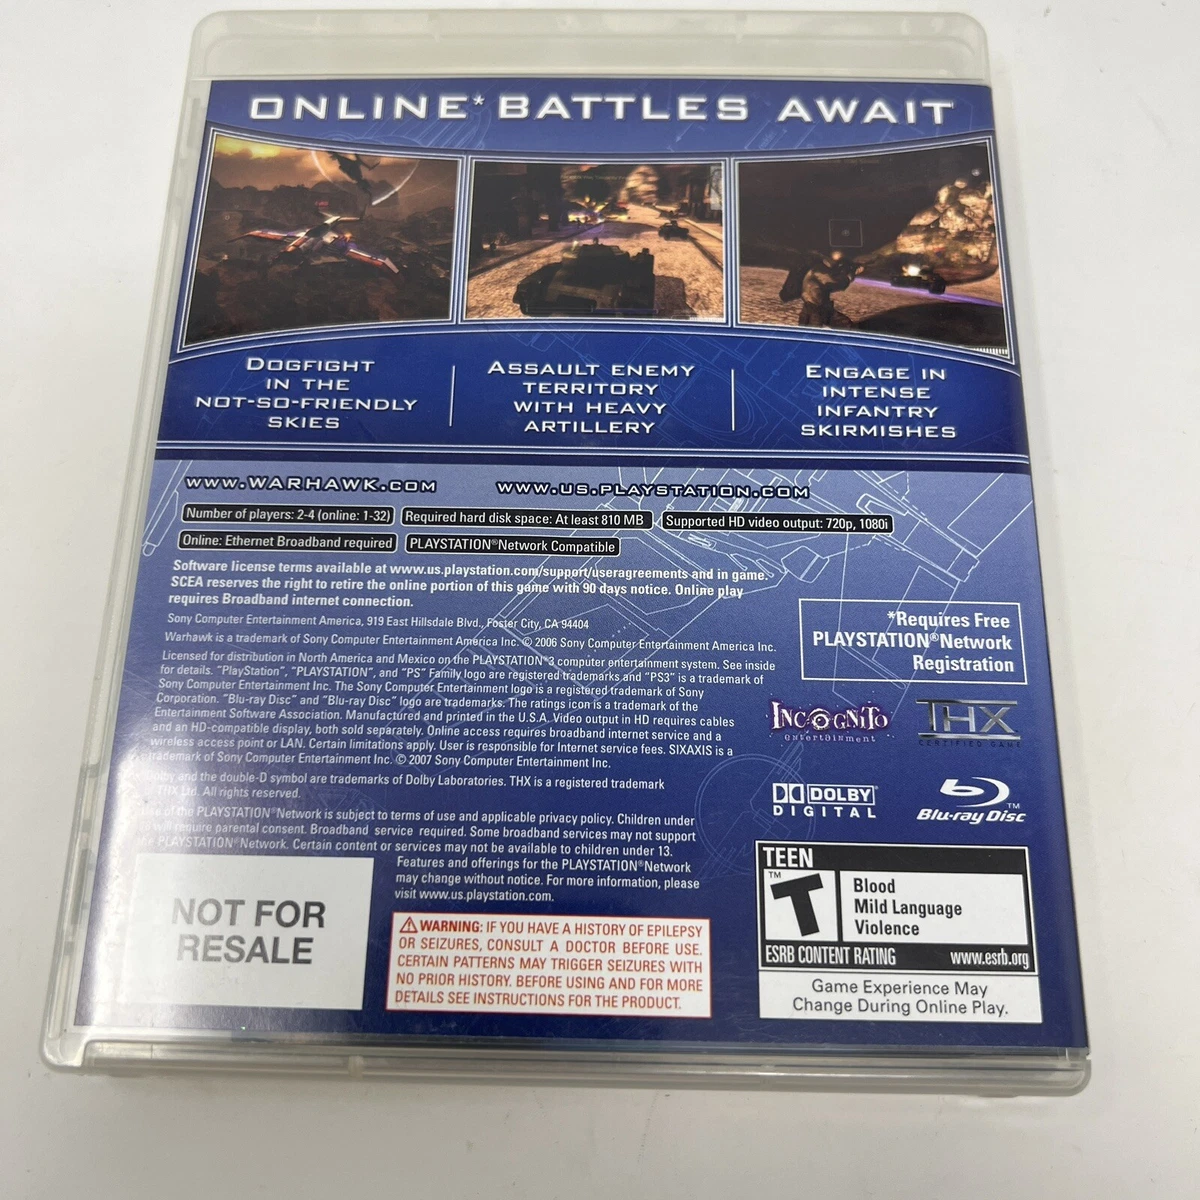 ONLINE* BATTLES AWAIT
DOGFIGHT
IN THE
NOT-SO-FRIENDLY
SKIES
ASSAULT ENEMY
TERRITORY
WITH HEAVY
ARTILLERY
ENGAGE IN
INTENSE
INFANTRY
SKIRMISHES
WWW.WARHAWK.COM
WWW.US.PLAYSTATION.COM
Number of players: 2-4 (online: 1-32)
Required hard disk space: At least 810 MB
Supported HD video output: 720p, 1080i
Online: Ethernet Broadband required
PLAYSTATION®Network Compatible
Software license terms available at www.us.playstation.com/support/useragreements and in game.
SCEA reserves the right to retire the online portion of this game with 90 days notice. Online play
requires Broadband internet connection.
Sony Computer Entertainment America, 919 East Hillsdale Blvd., Foster City, CA 94404
Warhawk is a trademark of Sony Computer Entertainment America Inc. © 2006 Sony Computer Entertainment America Inc.
Licensed for distribution in North America and Mexico on the PLAYSTATION®3 computer entertainment system. See inside
for details. "PlayStation", "PLAYSTATION", and "PS" Family logo are registered trademarks and "PS3" is a trademark of
Sony Computer Entertainment Inc. The Sony Computer Entertainment logo is a registered trademark of Sony
Corporation. "Blu-ray Disc" and "Blu-ray Disc" logo are trademarks. The ratings icon is a trademark of the
Entertainment Software Association. Manufactured and printed in the U.S.A. Video output in HD requires cables
and an HD-compatible display, both sold separately. Online access requires broadband internet service and a
wireless access point or LAN. Certain limitations apply. User is responsible for Internet service fees. SIXAXIS is a
trademark of Sony Computer Entertainment Inc. © 2007 Sony Computer Entertainment Inc.
Dolby and the double-D symbol are trademarks of Dolby Laboratories. THX is a registered trademark
THX Ltd. All rights reserved.
of the PLAYSTATION®Network is subject to terms of use and applicable privacy policy. Children under
will require parental consent. Broadband service required. Some broadband services may not support
the PLAYSTATION®Network. Certain content or services may not be available to children under 13.
Features and offerings for the PLAYSTATION®Network
may change without notice. For more information, please
visit www.us.playstation.com.
*Requires Free
PLAYSTATION®Network
Registration
INCOGNITO
entertainment
THX
CERTIFIED GAME
DOLBY
DIGITAL
Blu-ray Disc™
NOT FOR
RESALE
⚠WARNING: IF YOU HAVE A HISTORY OF EPILEPSY
OR SEIZURES, CONSULT A DOCTOR BEFORE USE.
CERTAIN PATTERNS MAY TRIGGER SEIZURES WITH
NO PRIOR HISTORY. BEFORE USING AND FOR MORE
DETAILS SEE INSTRUCTIONS FOR THE PRODUCT.
TEEN
T™
Blood
Mild Language
Violence
ESRB CONTENT RATING
www.esrb.org
Game Experience May
Change During Online Play.